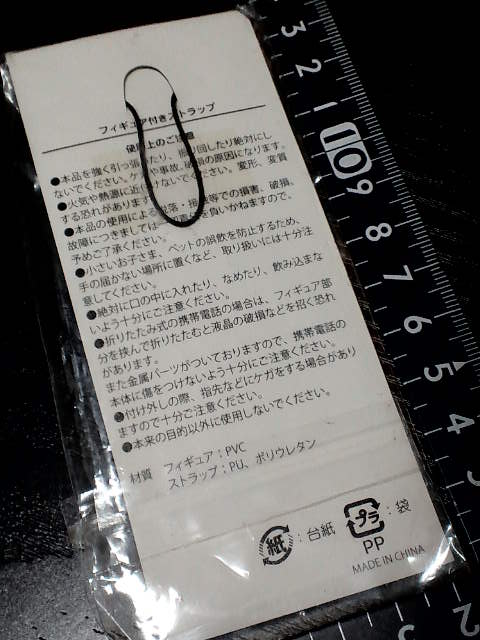 フィギュア付きストラップ
使用上のご注意
●本品を強く引っ張ったり、振り回したり絶対にし
ないでください。ケガや事故、破損の原因になります。
●火気や熱源に近づけないでください。変形、変質
する恐れがあります。
●本品の使用による落・損等での損害、破損、
故障につきましてはを負いかねますので、
予めご了承ください。
●小さいお子さま、ペットの誤飲を防止するため、
手の届かない場所に置くなど、取り扱いには十分注
意してください。
●絶対に口の中に入れたり、なめたり、飲み込まな
いよう十分にご注意ください。
●折りたたみ式の携帯電話の場合は、フィギュア部
分を挟んで折りたたむと液晶の破損などを招く恐れ
があります。
また金属パーツがついておりますので、携帯電話の
本体に傷をつけないよう十分にご注意ください。
●付け外しの際、指先などにケガをする場合があり
ますので十分ご注意ください。
●本来の目的以外に使用しないでください。
材質 フィギュア：PVC
ストラップ：PU、ポリウレタン
紙：台紙 プラ：袋
PP
MADE IN CHINA
3 2 1 10 9 8 7 6 5 4 3 2